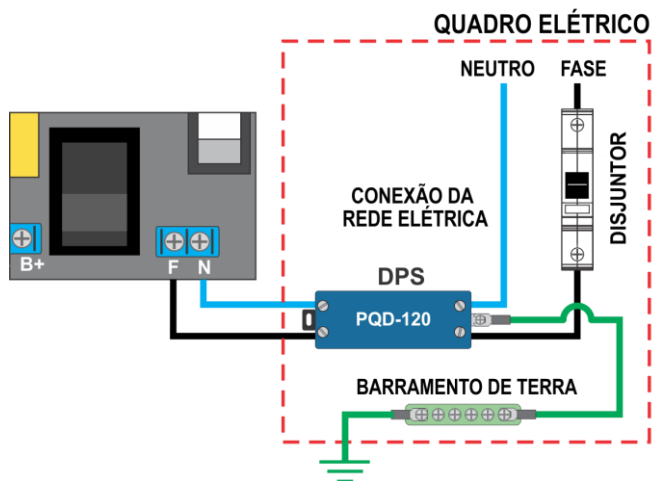 QUADRO ELÉTRICO
NEUTRO
FASE
CONEXÃO DA
REDE ELÉTRICA
DISJUNTOR
B+
F
N
DPS
PQD-120
BARRAMENTO DE TERRA